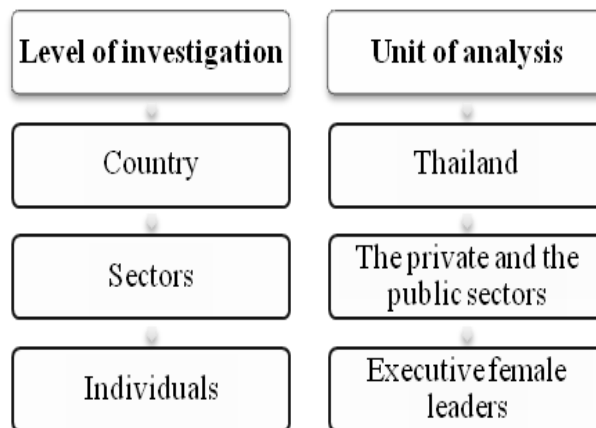 Level of investigation
Country
Sectors
Individuals
Unit of analysis
Thailand
The private and the
public sectors
Executive female
leaders